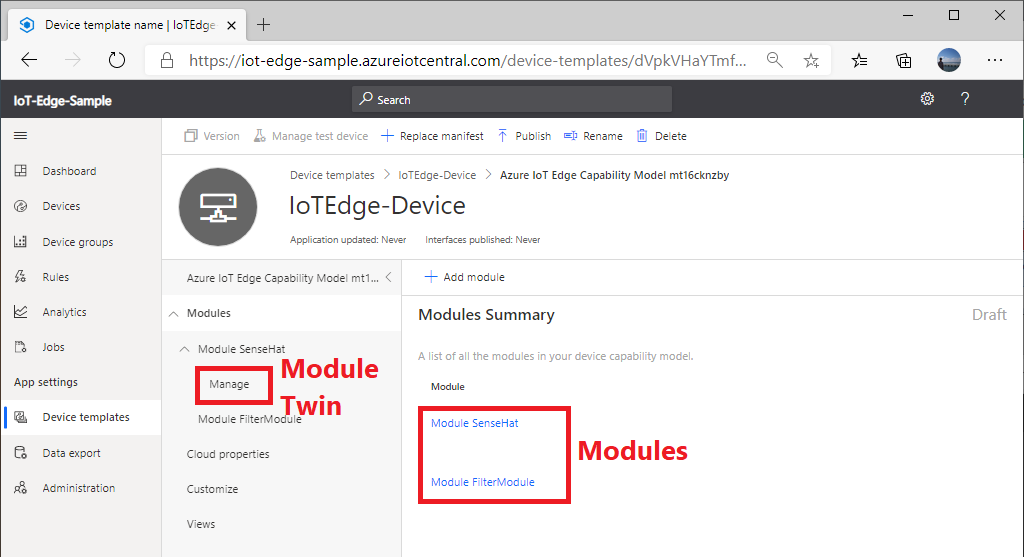 Device template name | IoTEdge
https://iot-edge-sample.azureiotcentral.com/device-templates/dVpkVHaYTmf...
IoT-Edge-Sample
Search
?
Version
Manage test device
Replace manifest
Publish
Rename
Delete
Dashboard
Devices
Device groups
Rules
Analytics
Jobs
App settings
Device templates
Data export
Administration
Device templates > IoTEdge-Device > Azure IoT Edge Capability Model mt16cknzby
IoTEdge-Device
Application updated: Never Interfaces published: Never
Azure IoT Edge Capability Model mt1...
Modules
Module SenseHat
Manage
Module FilterModule
Cloud properties
Customize
Views
Module
Twin
Add module
Modules Summary
Draft
A list of all the modules in your device capability model.
Module
Module SenseHat
Module FilterModule
Modules